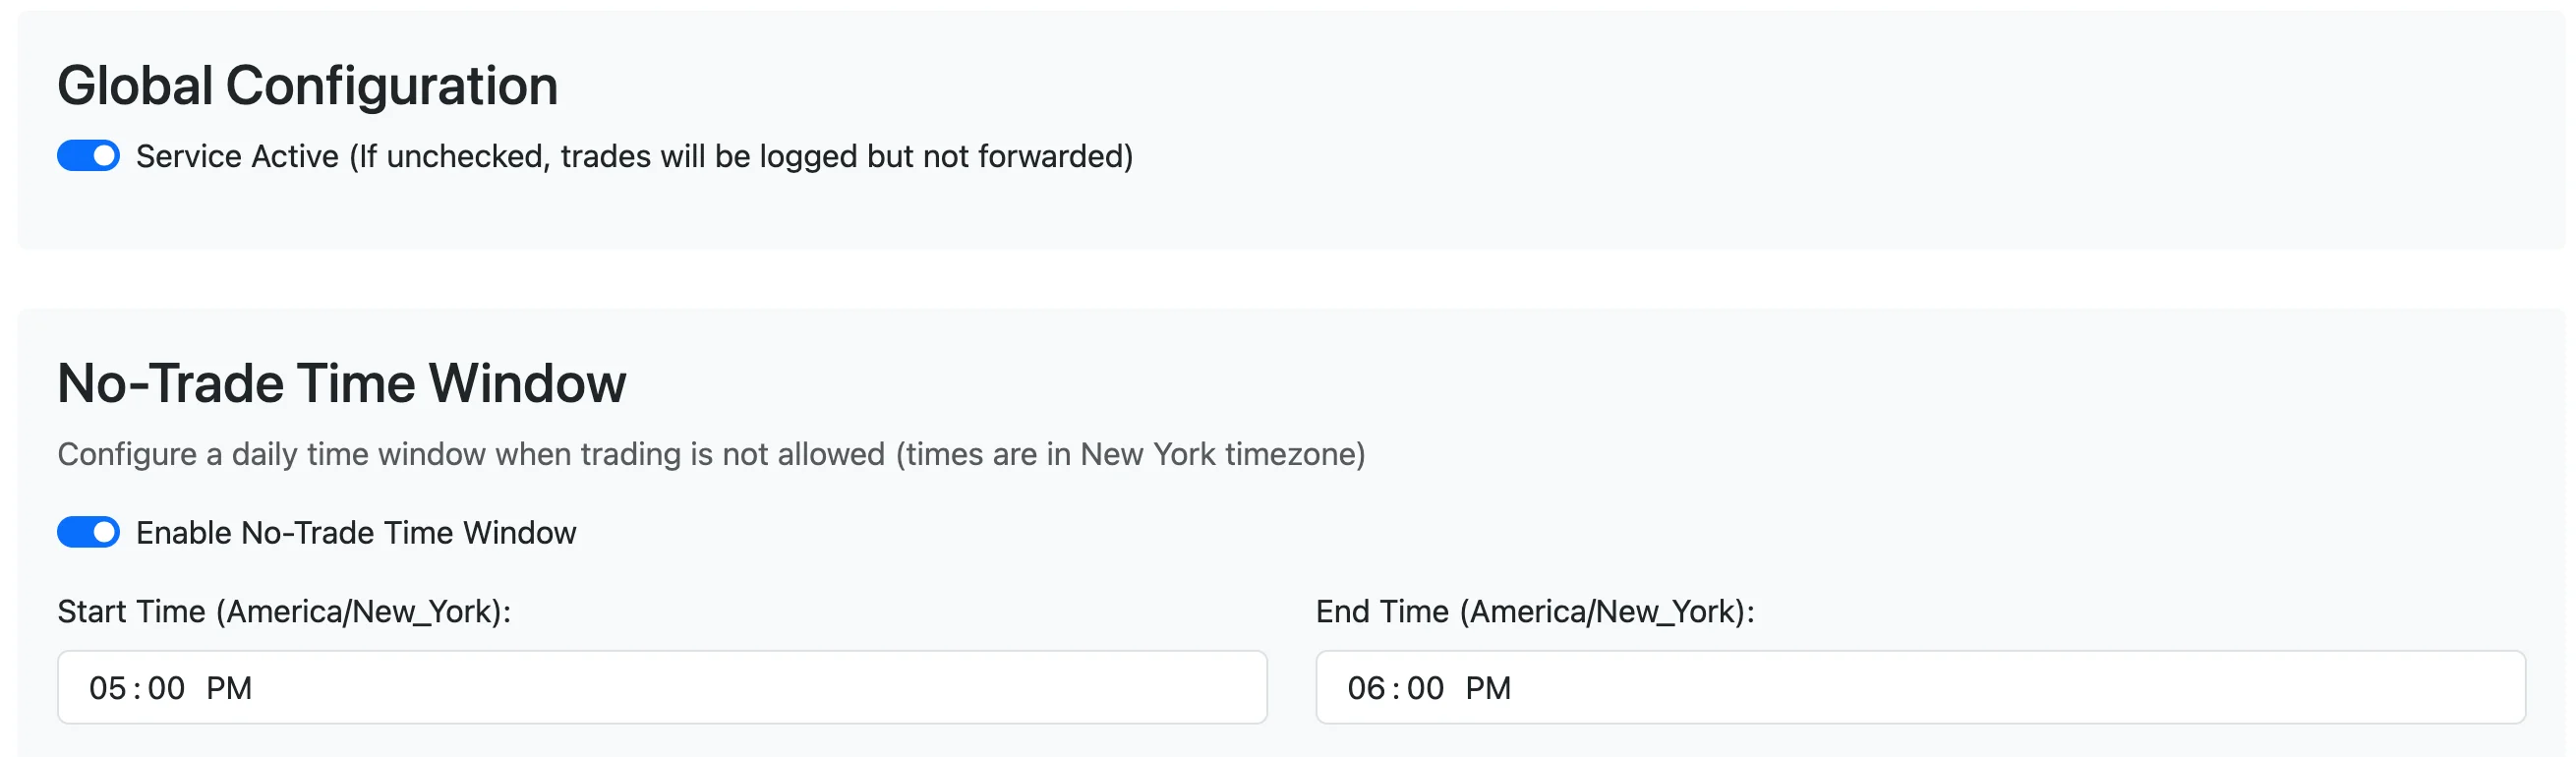 Global Configuration
Service Active (If unchecked, trades will be logged but not forwarded)
No-Trade Time Window
Configure a daily time window when trading is not allowed (times are in New York timezone)
Enable No-Trade Time Window
Start Time (America/New_York):
End Time (America/New_York):
05:00 PM
06:00 PM